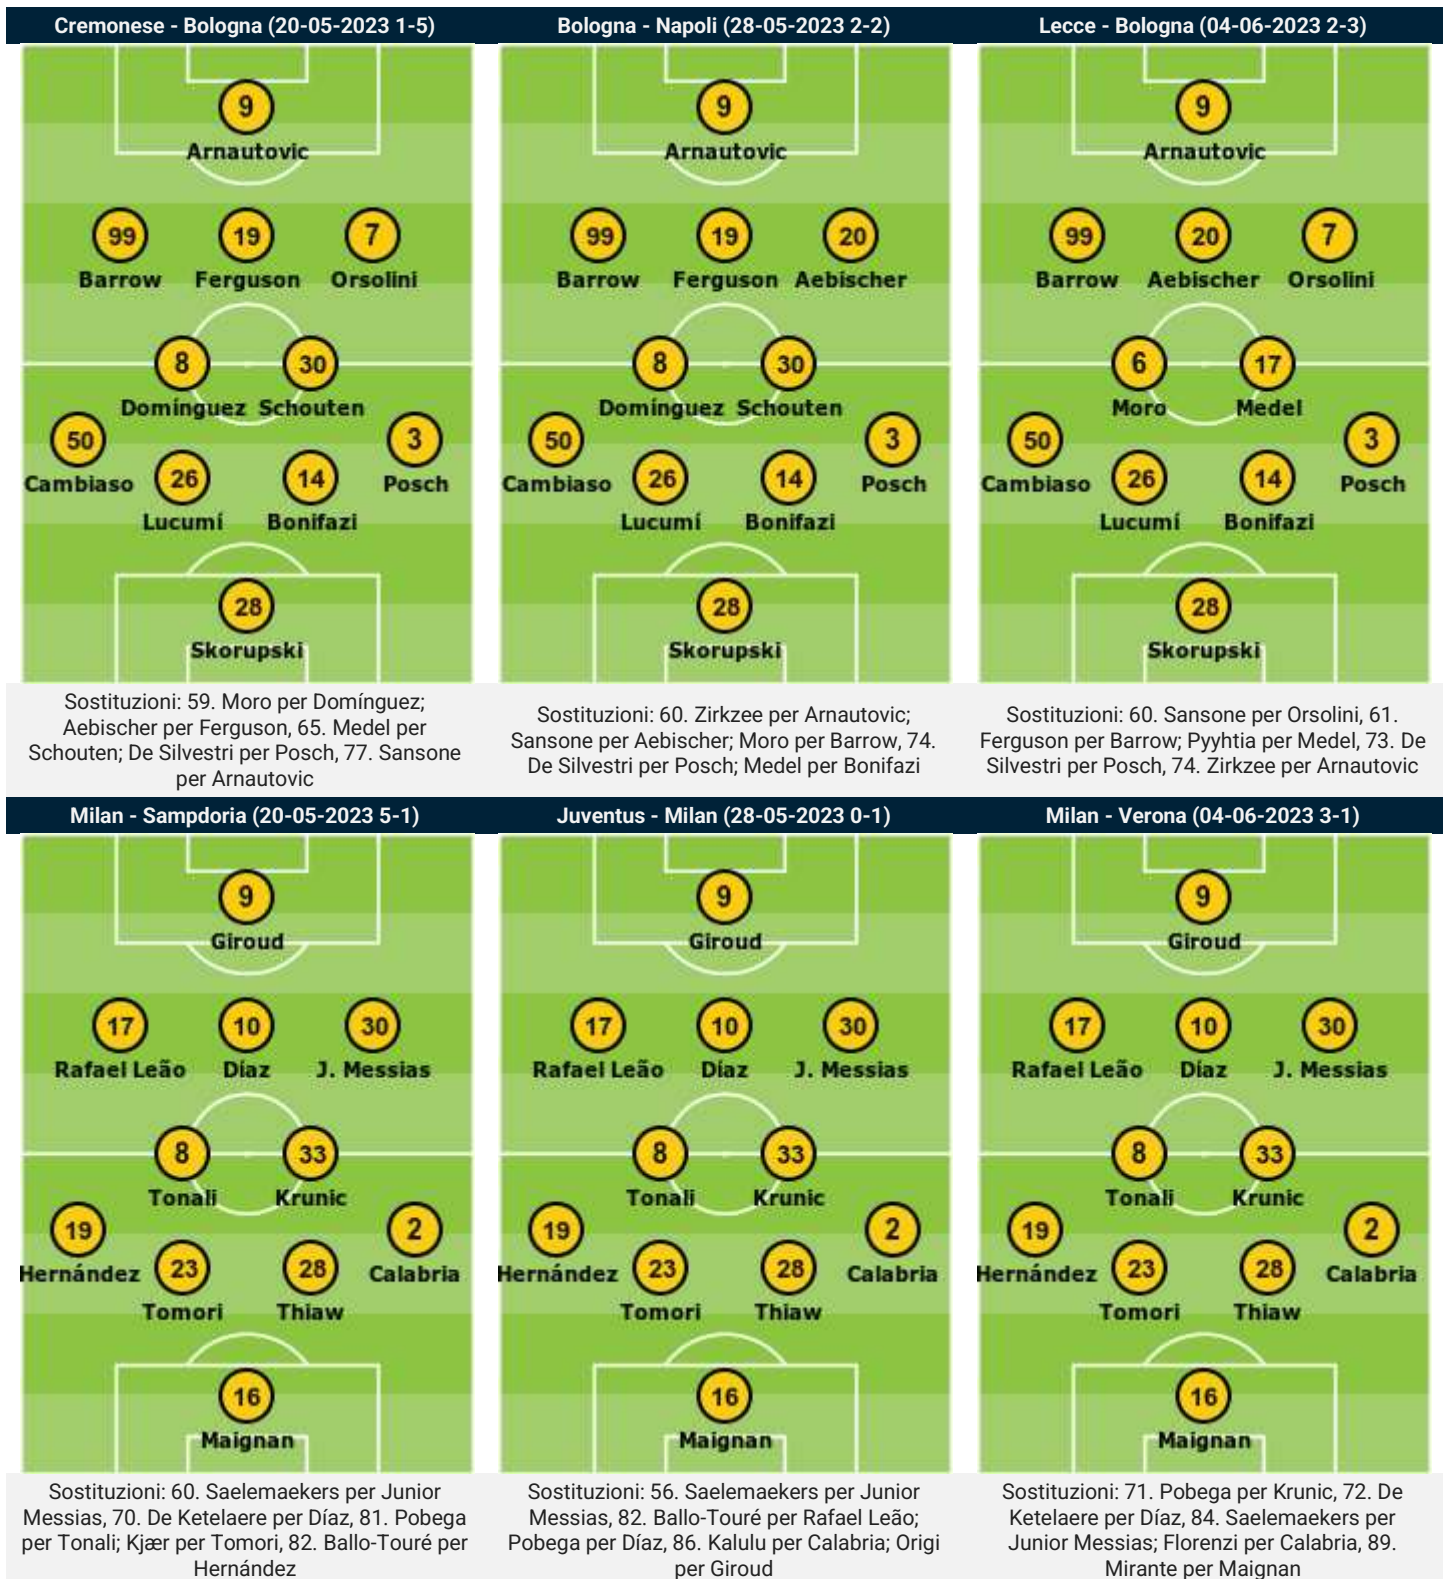 Cremonese - Bologna (20-05-2023 1-5)
9
Arnautovic
99 19 7
Barrow Ferguson Orsolini
8 30
Domínguez Schouten
50 3
Cambiaso Posch
26 14
Lucumí Bonifazi
28
Skorupski
Sostituzioni: 59. Moro per Domínguez;
Aebischer per Ferguson, 65. Medel per
Schouten; De Silvestri per Posch, 77. Sansone
per Arnautovic
Bologna - Napoli (28-05-2023 2-2)
9
Arnautovic
99 19 20
Barrow Ferguson Aebischer
8 30
Domínguez Schouten
50 3
Cambiaso Posch
26 14
Lucumí Bonifazi
28
Skorupski
Sostituzioni: 60. Zirkzee per Arnautovic;
Sansone per Aebischer; Moro per Barrow, 74.
De Silvestri per Posch; Medel per Bonifazi
Lecce - Bologna (04-06-2023 2-3)
9
Arnautovic
99 20 7
Barrow Aebischer Orsolini
6 17
Moro Medel
50 3
Cambiaso Posch
26 14
Lucumí Bonifazi
28
Skorupski
Sostituzioni: 60. Sansone per Orsolini, 61.
Ferguson per Barrow; Pyyhtia per Medel, 73. De
Silvestri per Posch, 74. Zirkzee per Arnautovic
Milan - Sampdoria (20-05-2023 5-1)
9
Giroud
17 10 30
Rafael Leão Díaz J. Messias
8 33
Tonali Krunic
19 2
Hernández Calabria
23 28
Tomori Thiaw
16
Maignan
Sostituzioni: 60. Saelemaekers per Junior
Messias, 70. De Ketelaere per Díaz, 81. Pobega
per Tonali; Kjær per Tomori, 82. Ballo-Touré per
Hernández
Juventus - Milan (28-05-2023 0-1)
9
Giroud
17 10 30
Rafael Leão Díaz J. Messias
8 33
Tonali Krunic
19 2
Hernández Calabria
23 28
Tomori Thiaw
16
Maignan
Sostituzioni: 56. Saelemaekers per Junior
Messias, 82. Ballo-Touré per Rafael Leão;
Pobega per Díaz, 86. Kalulu per Calabria; Origi
per Giroud
Milan - Verona (04-06-2023 3-1)
9
Giroud
17 10 30
Rafael Leão Díaz J. Messias
8 33
Tonali Krunic
19 2
Hernández Calabria
23 28
Tomori Thiaw
16
Maignan
Sostituzioni: 71. Pobega per Krunic, 72. De
Ketelaere per Díaz, 84. Saelemaekers per
Junior Messias; Florenzi per Calabria, 89.
Mirante per Maignan